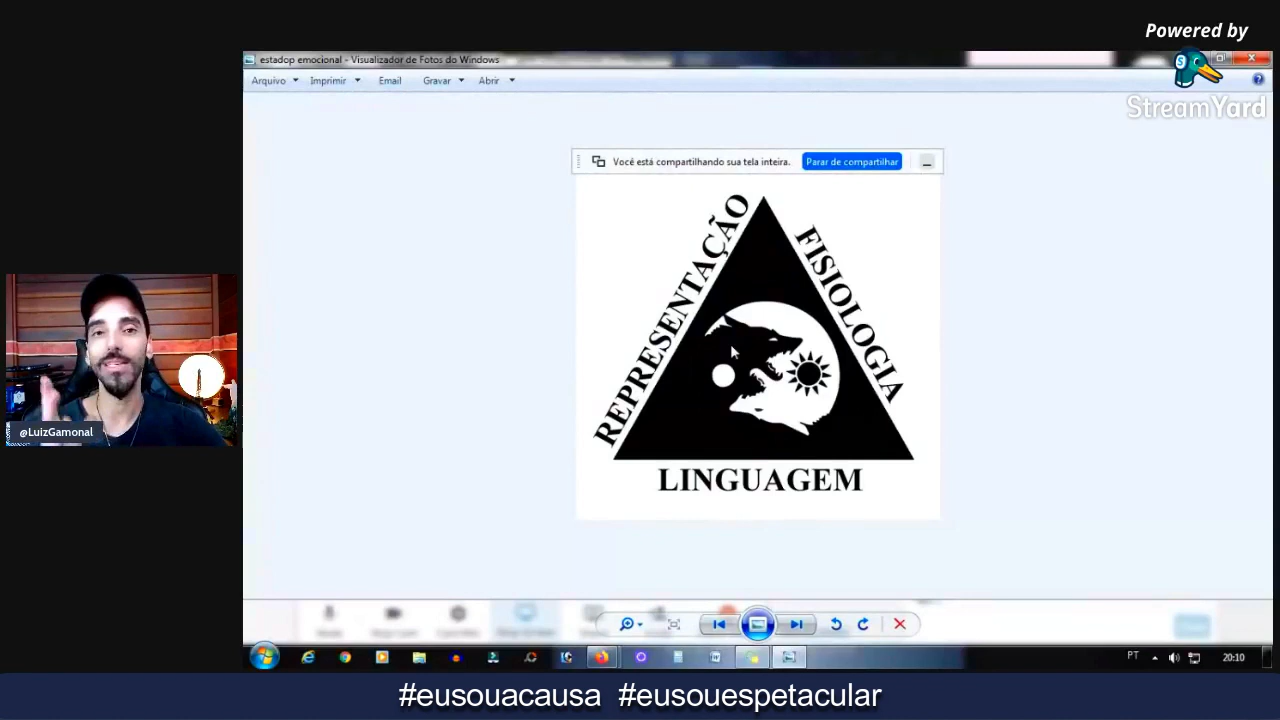 Powered by
StreamYard
estadop emocional - Visualizador de Fotos do Windows
Arquivo Imprimir Email Gravar Abrir
Você está compartilhando sua tela inteira. Parar de compartilhar
REPRESENTAÇÃO
FISIOLOGIA
LINGUAGEM
@LuizGamonal
PT 20:10
#eusouacausa #eusouespetacular